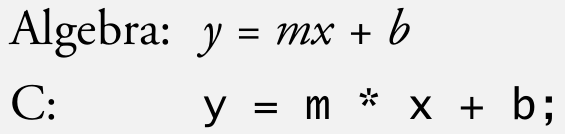 Algebra: y = mx + b
C: y = m * x + b;